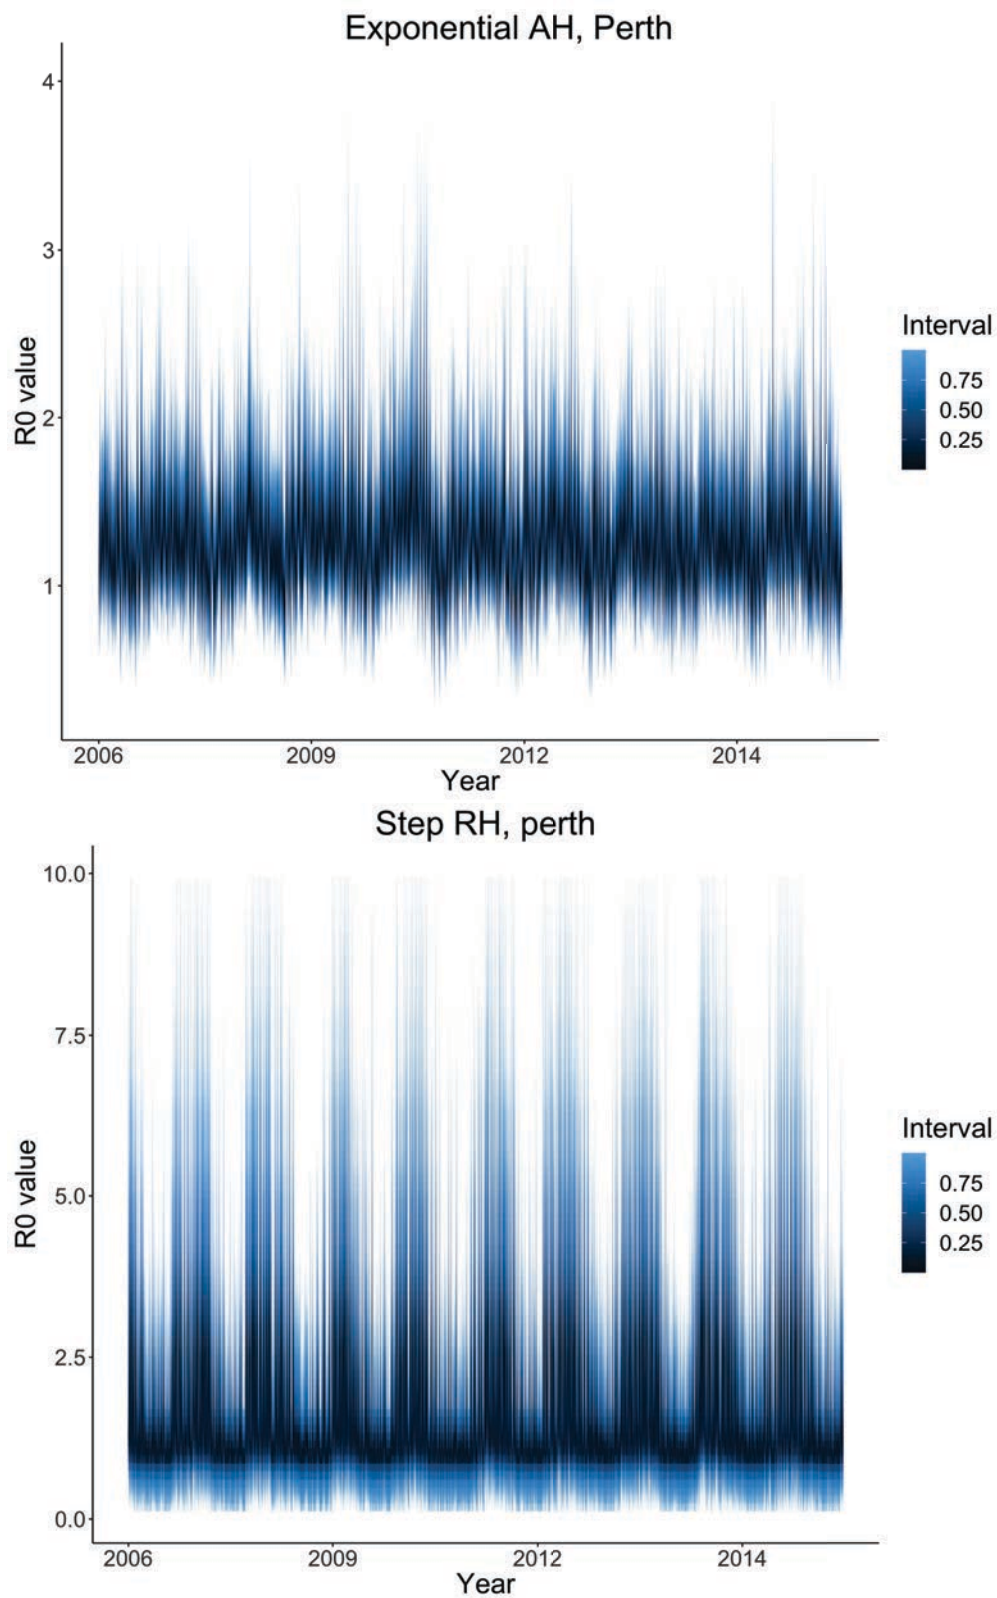 Exponential AH, Perth
4
3
2
1
R0 value
2006 2009 2012 2014
Year
Interval
0.75
0.50
0.25
Step RH, perth
10.0
7.5
5.0
2.5
0.0
R0 value
2006 2009 2012 2014
Year
Interval
0.75
0.50
0.25